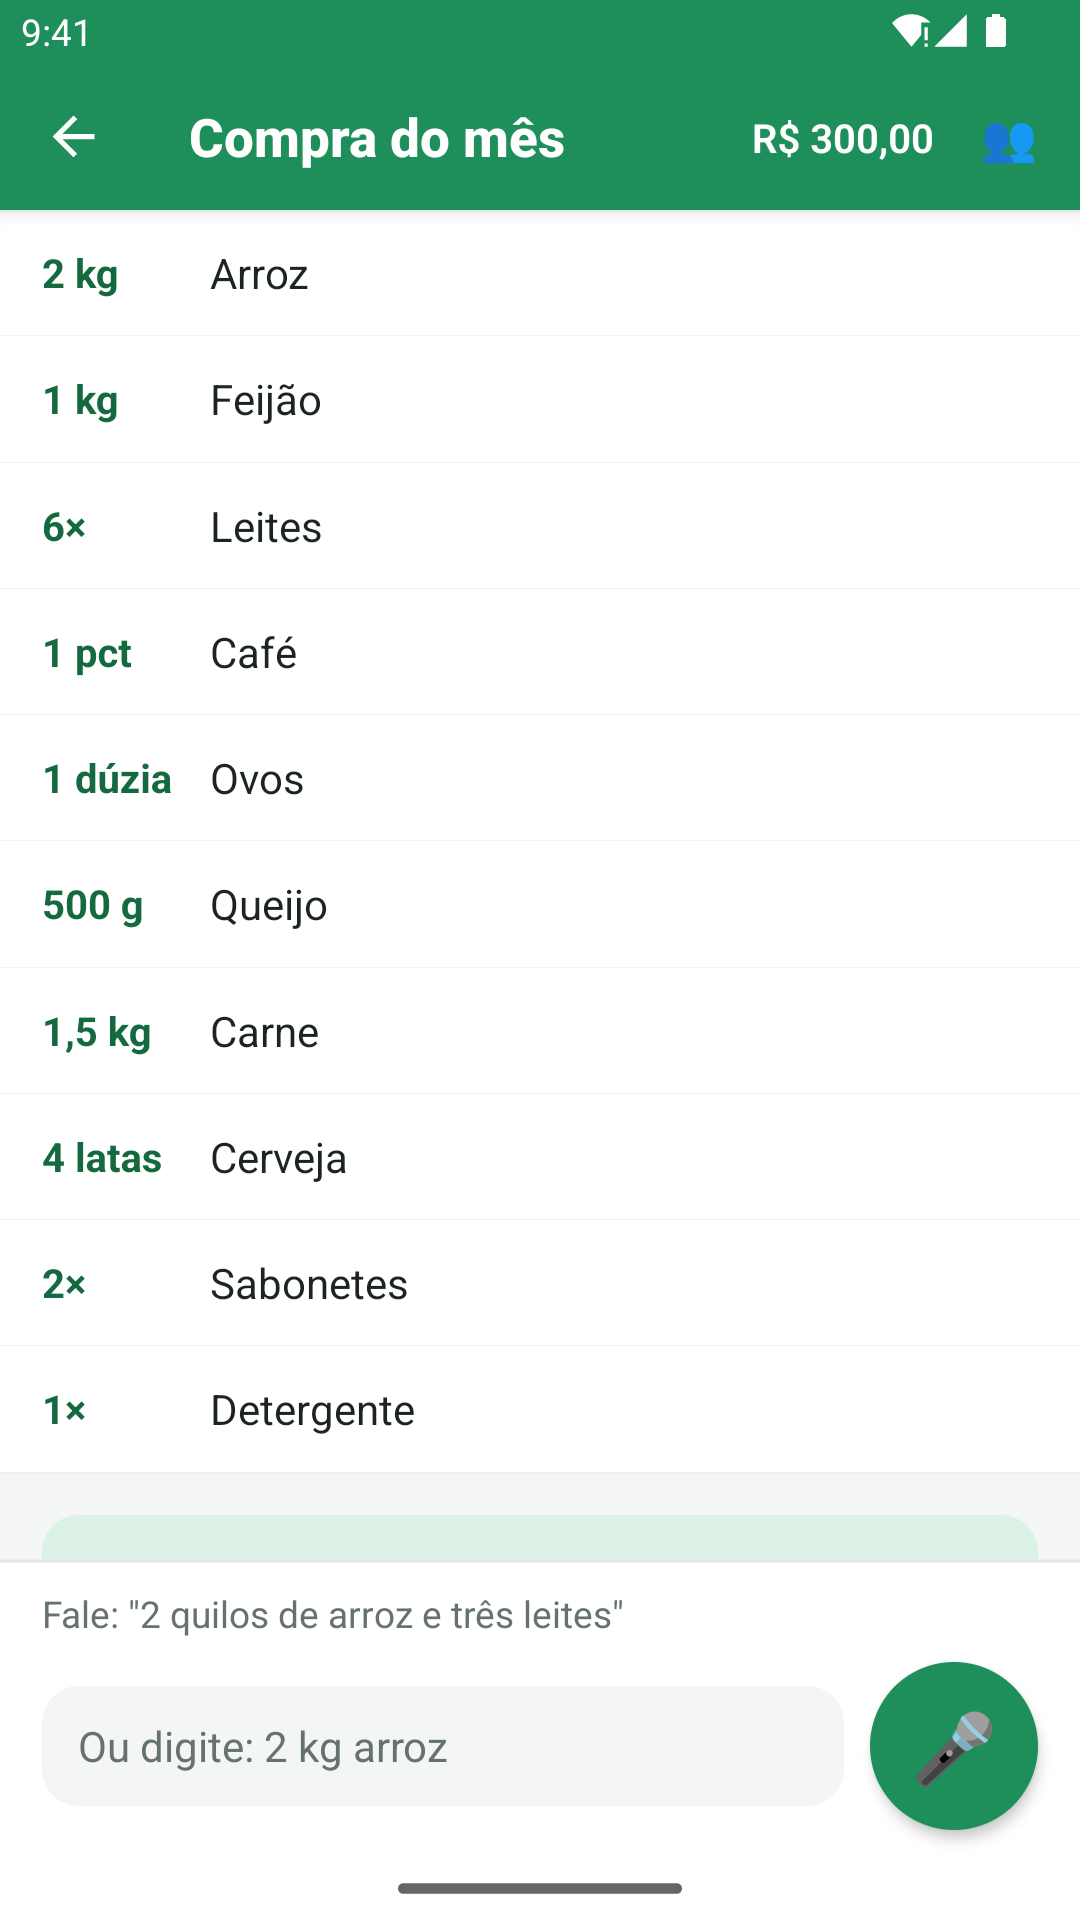 9:41
Compra do mês R$ 300,00
2 kg Arroz
1 kg Feijão
6× Leites
1 pct Café
1 dúzia Ovos
500 g Queijo
1,5 kg Carne
4 latas Cerveja
2× Sabonetes
1× Detergente
Fale: "2 quilos de arroz e três leites"
Ou digite: 2 kg arroz